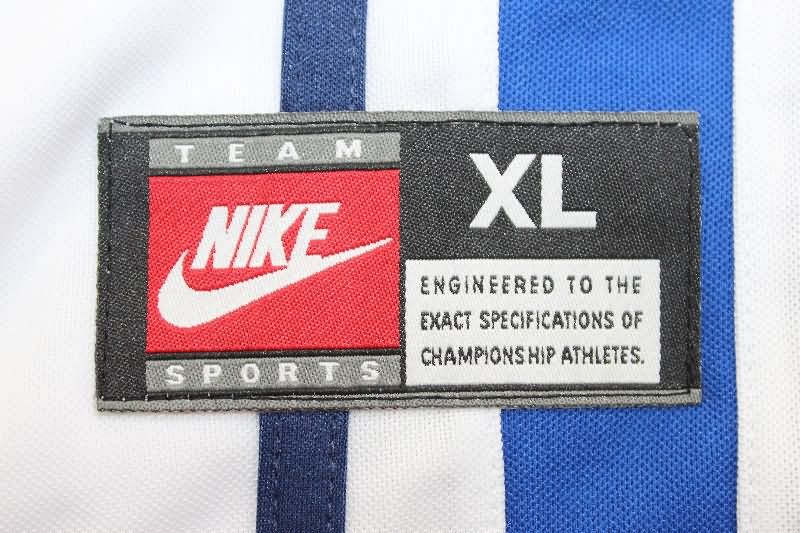 TEAM
NIKE
SPORTS
XL
ENGINEERED TO THE
EXACT SPECIFICATIONS OF
CHAMPIONSHIP ATHLETES.